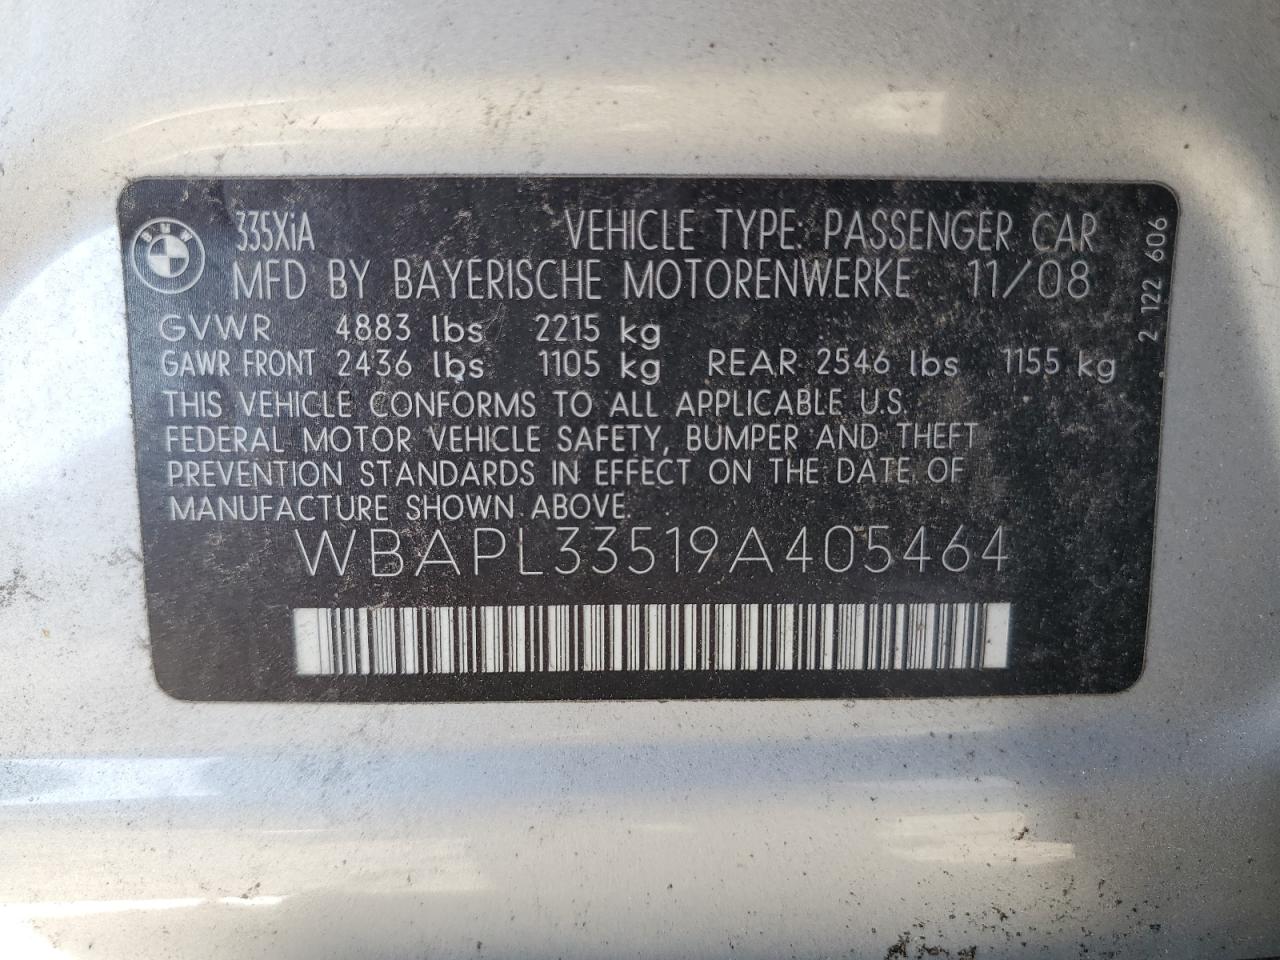 BMW
335XiA VEHICLE TYPE: PASSENGER CAR
MFD BY BAYERISCHE MOTORENWERKE 11/08
GVWR 4883 lbs 2215 kg
GAWR FRONT 2436 lbs 1105 kg REAR 2546 lbs 1155 kg
THIS VEHICLE CONFORMS TO ALL APPLICABLE U.S.
FEDERAL MOTOR VEHICLE SAFETY, BUMPER AND THEFT
PREVENTION STANDARDS IN EFFECT ON THE DATE OF
MANUFACTURE SHOWN ABOVE.
WBAPL33519A405464
2 122 606